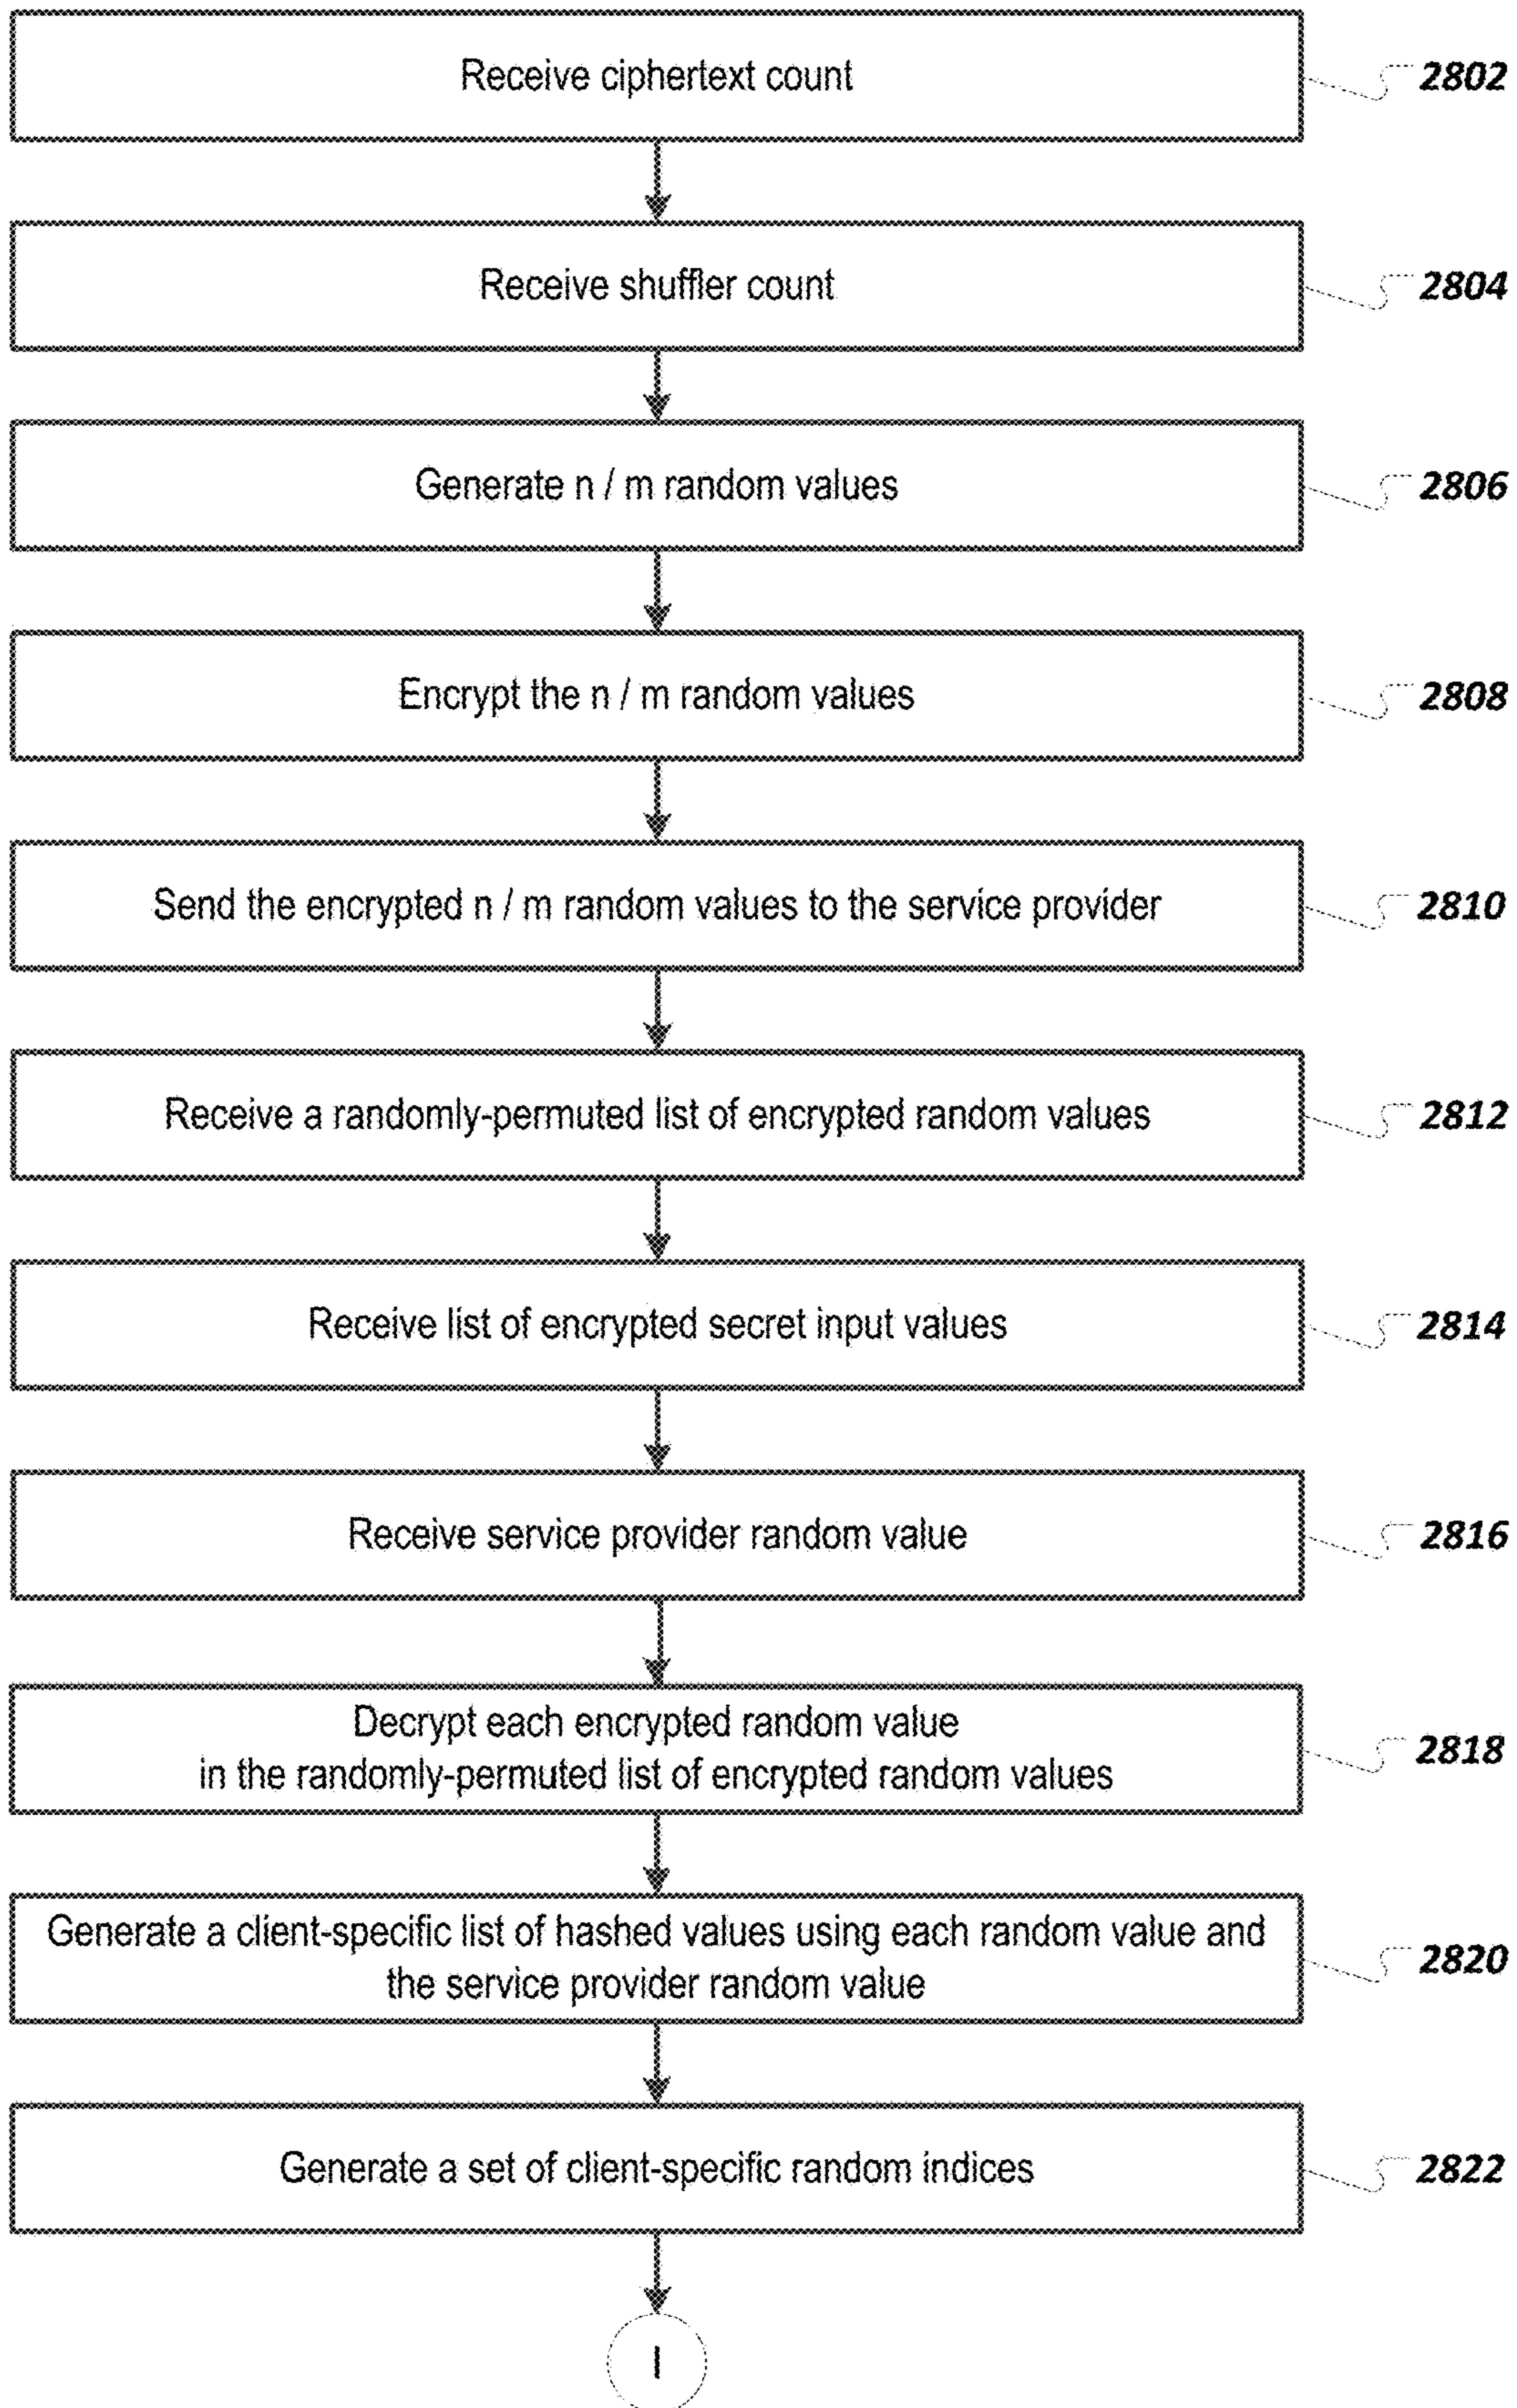 Receive ciphertext count
2802
Receive shuffler count
2804
Generate n / m random values
2806
Encrypt the n / m random values
2808
Send the encrypted n / m random values to the service provider
2810
Receive a randomly-permuted list of encrypted random values
2812
Receive list of encrypted secret input values
2814
Receive service provider random value
2816
Decrypt each encrypted random value
in the randomly-permuted list of encrypted random values
2818
Generate a client-specific list of hashed values using each random value and
the service provider random value
2820
Generate a set of client-specific random indices
2822
I